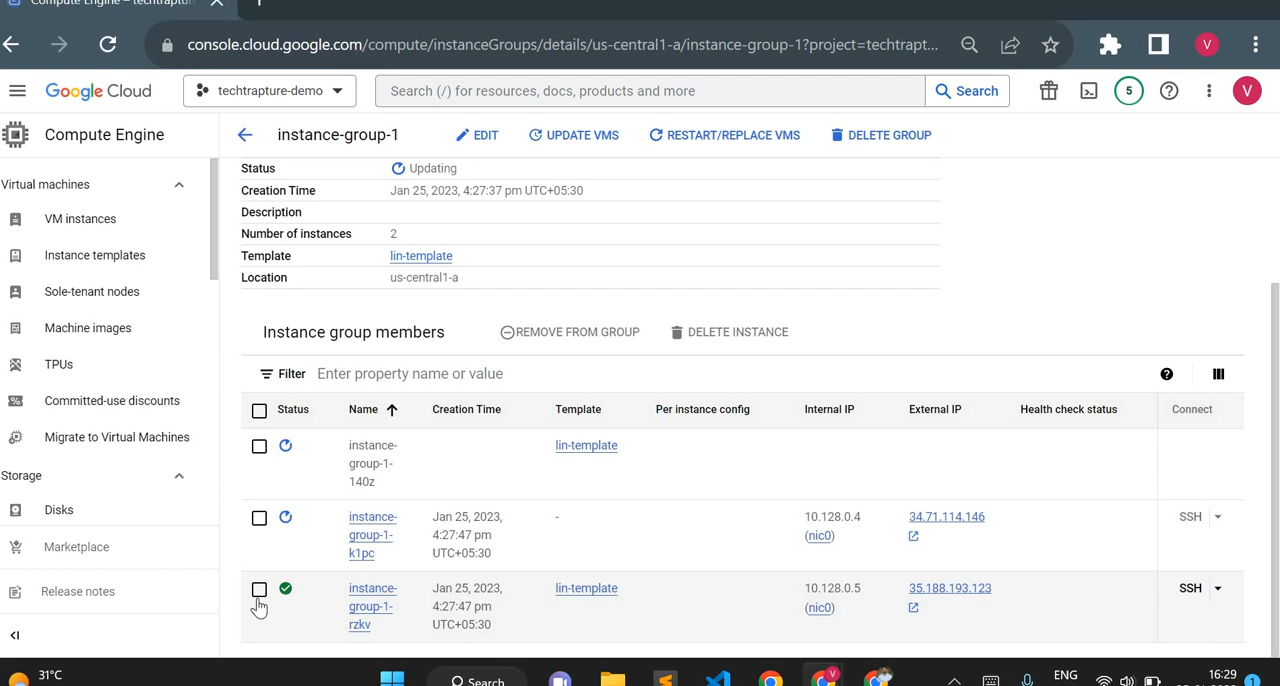 Compute Engine – techtrapture
console.cloud.google.com/compute/instanceGroups/details/us-central1-a/instance-group-1?project=techtrapt...
V
Google Cloud
techtrapture-demo
Search (/) for resources, docs, products and more
Search
5
V
Compute Engine
instance-group-1
EDIT
UPDATE VMS
RESTART/REPLACE VMS
DELETE GROUP
Virtual machines
VM instances
Instance templates
Sole-tenant nodes
Machine images
TPUs
Committed-use discounts
Migrate to Virtual Machines
Storage
Disks
Marketplace
Release notes
Status Updating
Creation Time Jan 25, 2023, 4:27:37 pm UTC+05:30
Description
Number of instances 2
Template lin-template
Location us-central1-a
Instance group members
REMOVE FROM GROUP
DELETE INSTANCE
Filter Enter property name or value
Status Name Creation Time Template Per instance config Internal IP External IP Health check status Connect
instance- lin-template
group-1-
140z
instance- Jan 25, 2023, - 10.128.0.4 34.71.114.146 SSH
group-1- 4:27:47 pm (nic0)
k1pc UTC+05:30
instance- Jan 25, 2023, lin-template 10.128.0.5 35.188.193.123 SSH
group-1- 4:27:47 pm (nic0)
rzkv UTC+05:30
31°C
Search
V
ENG
16:29
1